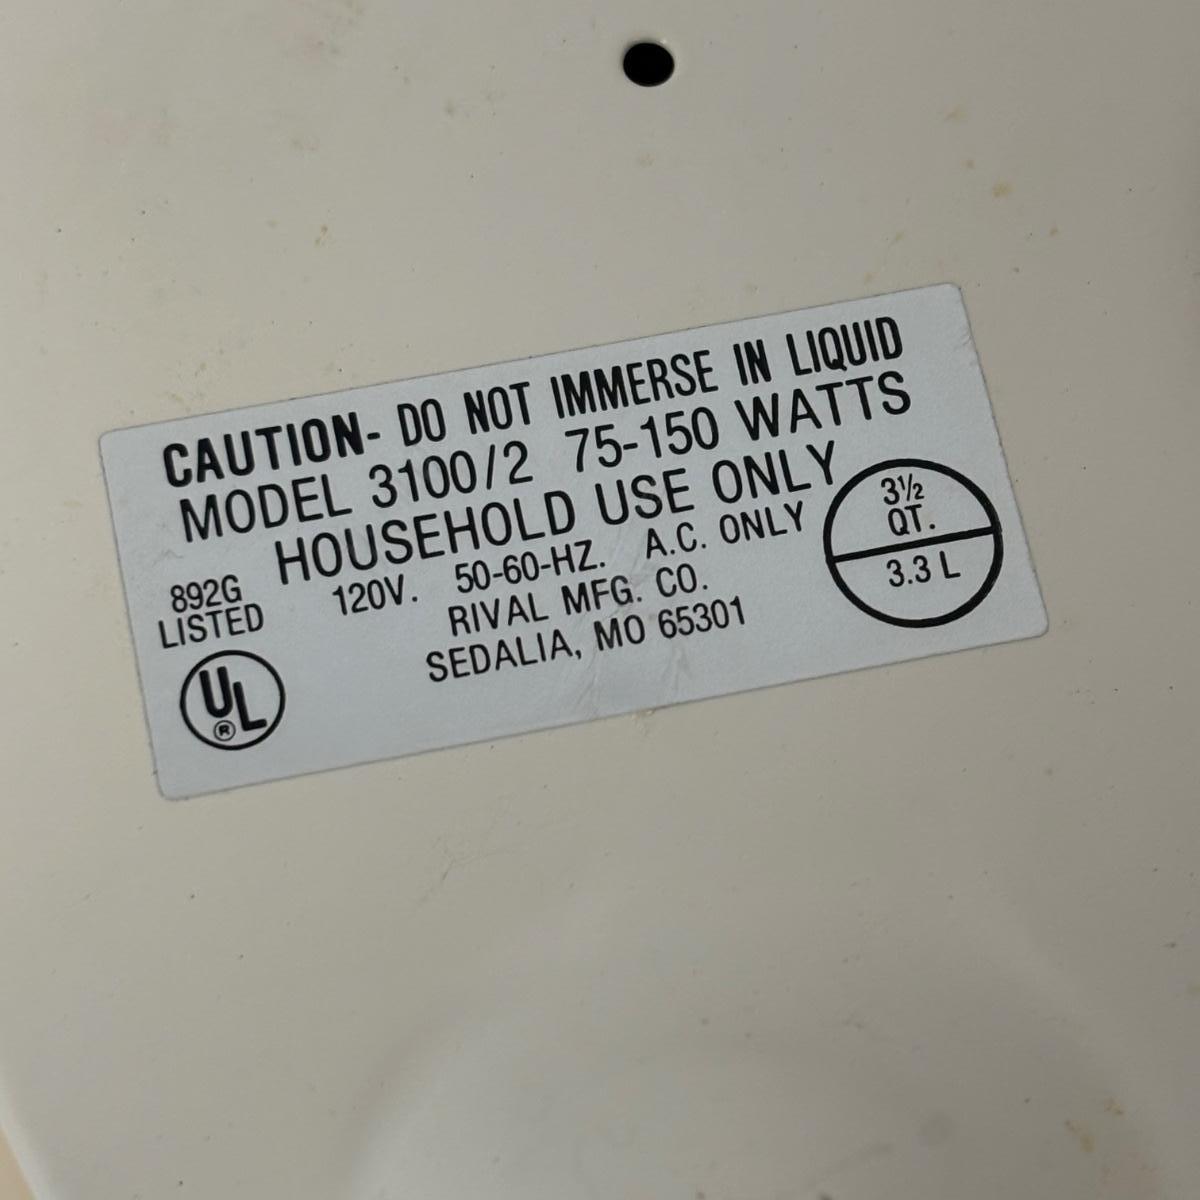 CAUTION- DO NOT IMMERSE IN LIQUID
MODEL 3100/2 75-150 WATTS
HOUSEHOLD USE ONLY
120V. 50-60-HZ. A.C. ONLY
RIVAL MFG. CO.
SEDALIA, MO 65301
892G
LISTED
UL
®
3½
QT.
3.3 L